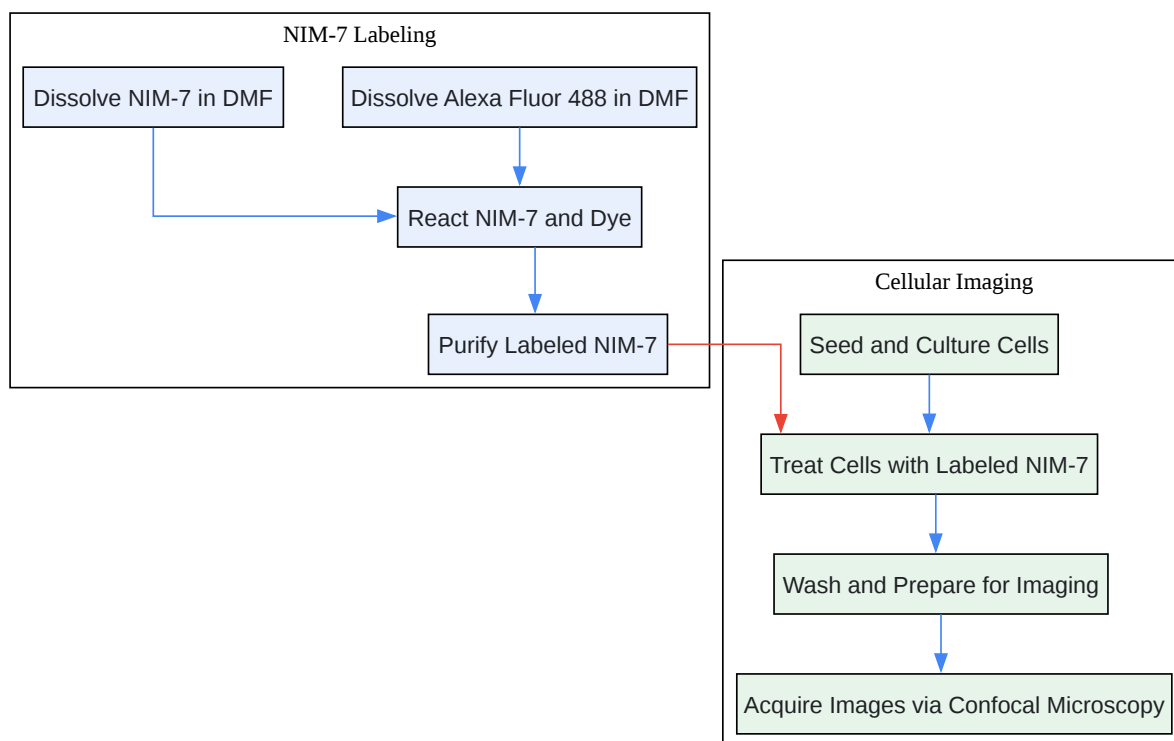 NIM-7 Labeling
Dissolve NIM-7 in DMF
Dissolve Alexa Fluor 488 in DMF
React NIM-7 and Dye
Purify Labeled NIM-7
Cellular Imaging
Seed and Culture Cells
Treat Cells with Labeled NIM-7
Wash and Prepare for Imaging
Acquire Images via Confocal Microscopy